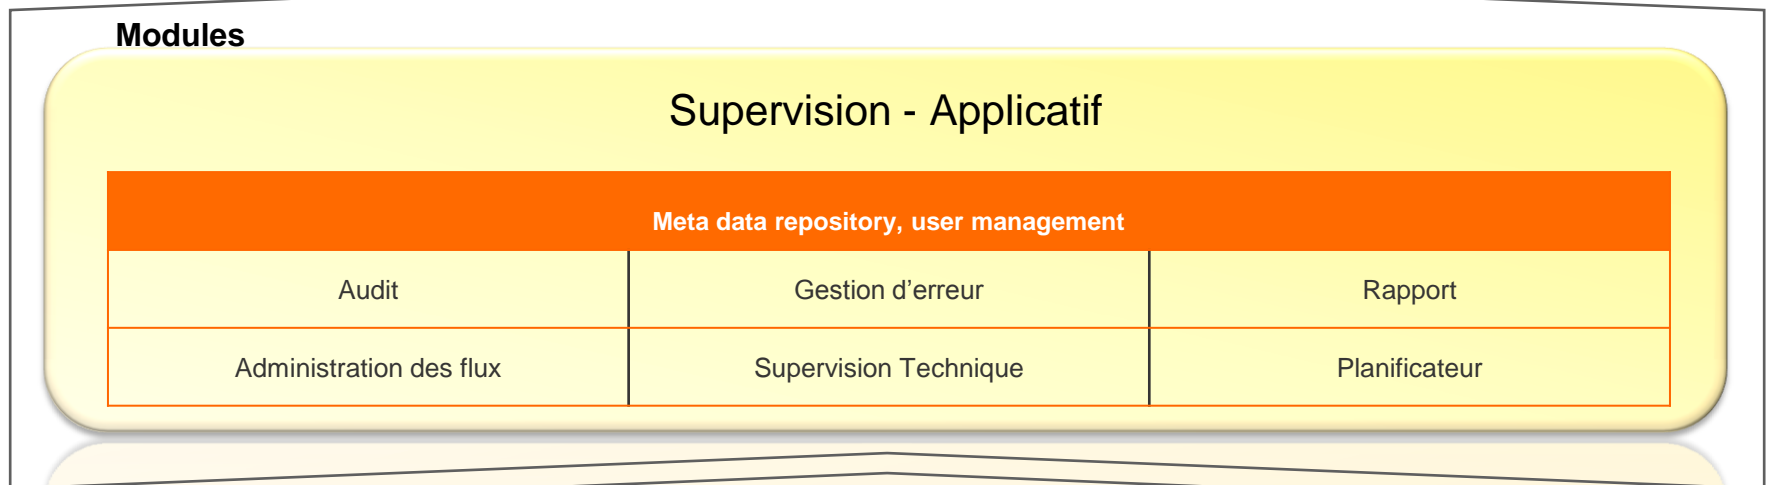 Modules
Supervision - Applicatif
Meta data repository, user management
Audit
Gestion d’erreur
Rapport
Administration des flux
Supervision Technique
Planificateur